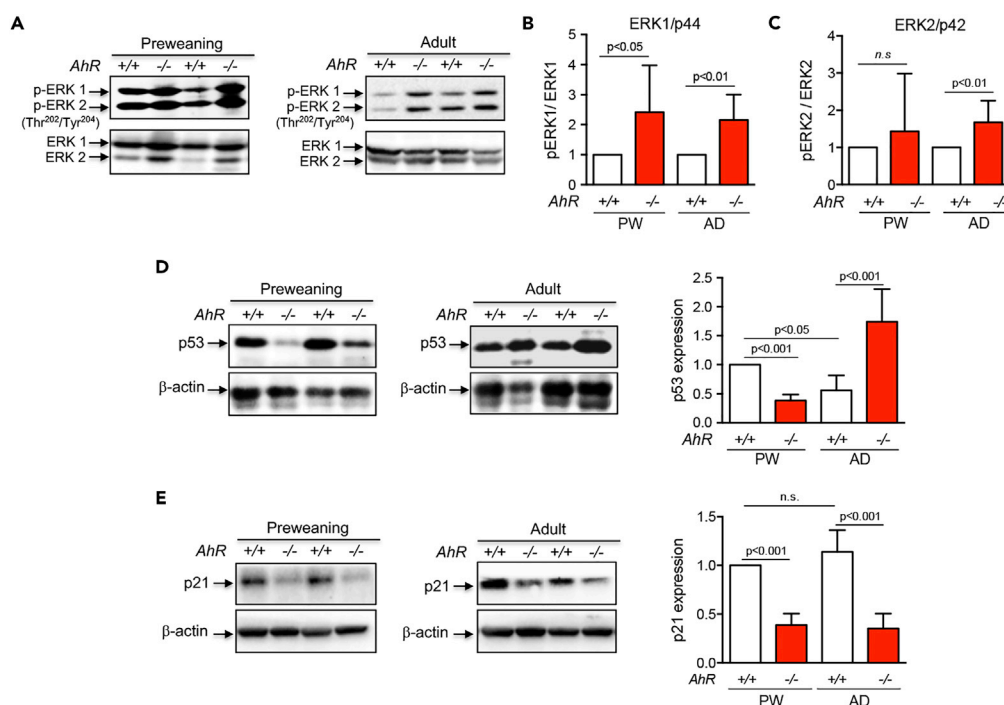 A
Preweaning
AhR +/+ -/- +/+ -/-
p-ERK 1
p-ERK 2
(Thr202/Tyr204)
ERK 1
ERK 2
Adult
AhR +/+ -/- +/+ -/-
p-ERK 1
p-ERK 2
(Thr202/Tyr204)
ERK 1
ERK 2
B
ERK1/p44
pERK1/ ERK1
5
4
3
2
1
0
p<0.05
p<0.01
AhR +/+ -/- +/+ -/-
PW AD
C
ERK2/p42
pERK2 / ERK2
4
3
2
1
0
n.s
p<0.01
AhR +/+ -/- +/+ -/-
PW AD
D
Preweaning
AhR +/+ -/- +/+ -/-
p53
β-actin
Adult
AhR +/+ -/- +/+ -/-
p53
β-actin
p53 expression
2.5
2.0
1.5
1.0
0.5
0.0
p<0.001
p<0.05
p<0.001
AhR +/+ -/- +/+ -/-
PW AD
E
Preweaning
AhR +/+ -/- +/+ -/-
p21
β-actin
Adult
AhR +/+ -/- +/+ -/-
p21
β-actin
p21 expression
1.5
1.0
0.5
0.0
n.s.
p<0.001
p<0.001
AhR +/+ -/- +/+ -/-
PW AD